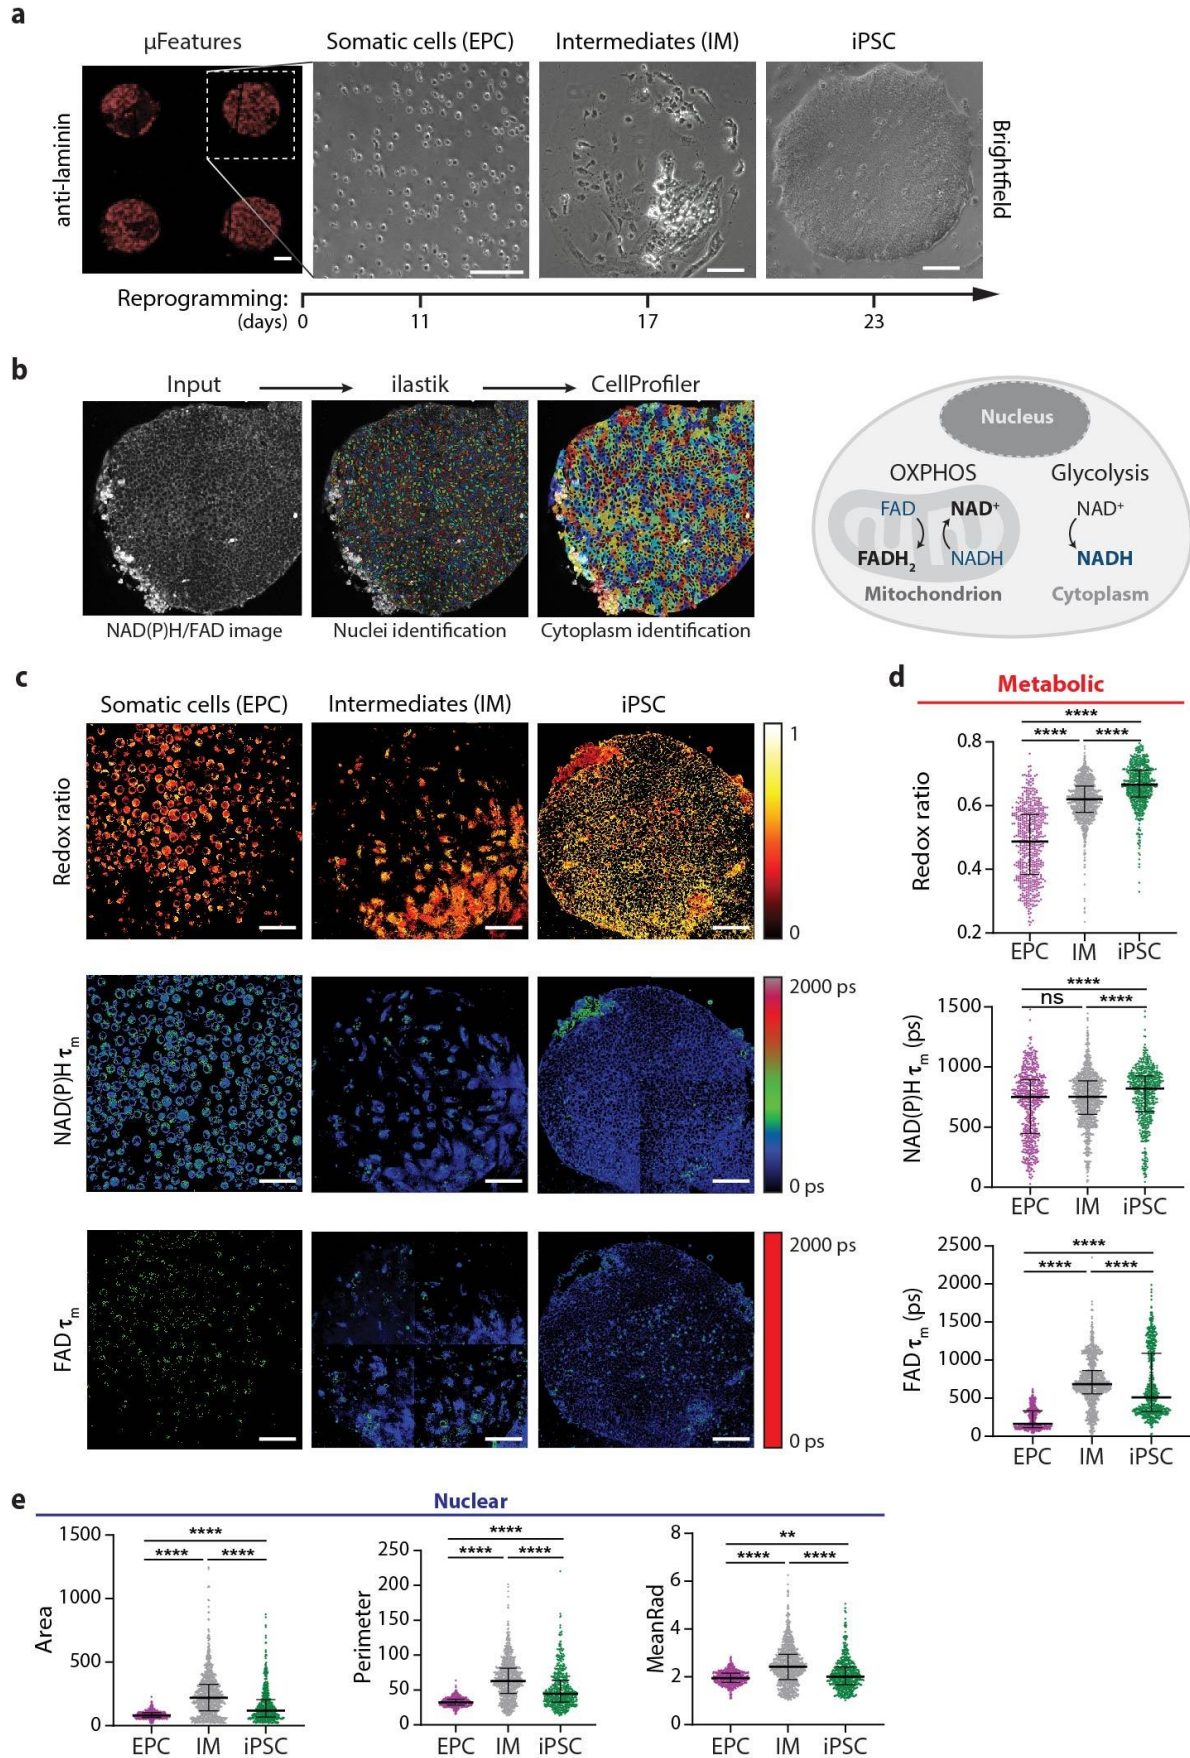 a
μFeatures
Somatic cells (EPC)
Intermediates (IM)
iPSC
anti-laminin
Brightfield
Reprogramming:
(days)
0
11
17
23
b
Input
ilastik
CellProfiler
NAD(P)H/FAD image
Nuclei identification
Cytoplasm identification
Nucleus
OXPHOS
Glycolysis
FAD
NAD⁺
NAD⁺
FADH₂
NADH
NADH
Mitochondrion
Cytoplasm
c
Somatic cells (EPC)
Intermediates (IM)
iPSC
Redox ratio
1
0
NAD(P)H τₘ
2000 ps
0 ps
FAD τₘ
2000 ps
0 ps
d
Metabolic
****
**** ****
Redox ratio
0.8
0.6
0.4
0.2
EPC IM iPSC
****
ns ****
NAD(P)H τₘ (ps)
1500
1000
500
0
EPC IM iPSC
****
**** ****
FAD τₘ (ps)
2500
2000
1500
1000
500
0
EPC IM iPSC
e
Nuclear
****
**** ****
Area
1500
1000
500
0
EPC IM iPSC
****
**** ****
Perimeter
250
200
150
100
50
0
EPC IM iPSC
**
**** ****
MeanRad
8
6
4
2
0
EPC IM iPSC